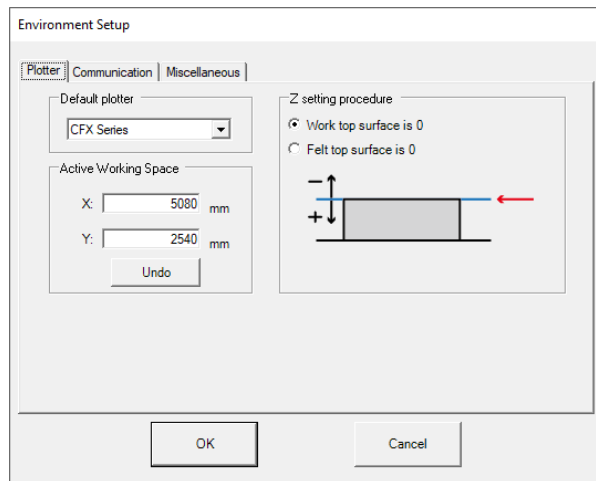 Environment Setup
Plotter
Communication
Miscellaneous
Default plotter
CFX Series
Active Working Space
X: 5080 mm
Y: 2540 mm
Undo
Z setting procedure
Work top surface is 0
Felt top surface is 0
−
+
OK
Cancel